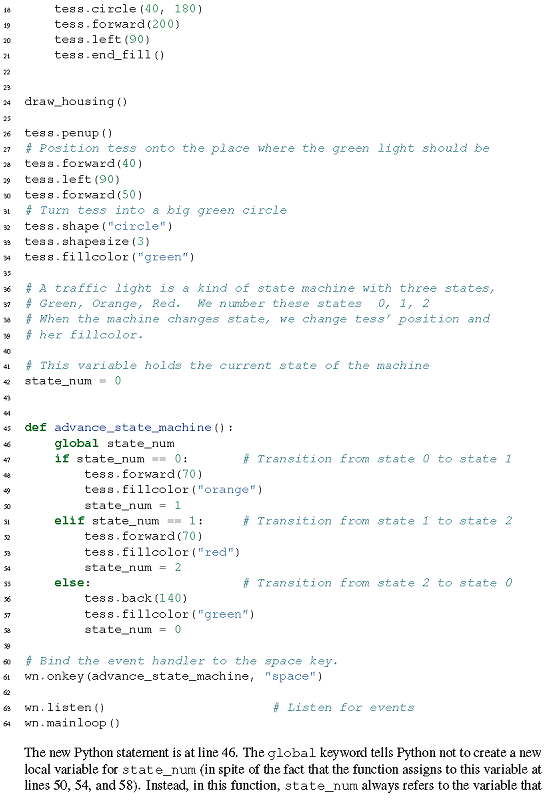 18 tess.circle(40, 180)
19 tess.forward(200)
20 tess.left(90)
21 tess.end_fill()
22
23
24 draw_housing()
25
26 tess.penup()
27 # Position tess onto the place where the green light should be
28 tess.forward(40)
29 tess.left(90)
30 tess.forward(50)
31 # Turn tess into a big green circle
32 tess.shape("circle")
33 tess.shapesize(3)
34 tess.fillcolor("green")
35
36 # A traffic light is a kind of state machine with three states,
37 # Green, Orange, Red.  We number these states  0, 1, 2
38 # When the machine changes state, we change tess' position and
39 # her fillcolor.
40
41 # This variable holds the current state of the machine
42 state_num = 0
43
44
45 def advance_state_machine():
46     global state_num
47     if state_num == 0:       # Transition from state 0 to state 1
48         tess.forward(70)
49         tess.fillcolor("orange")
50         state_num = 1
51     elif state_num == 1:     # Transition from state 1 to state 2
52         tess.forward(70)
53         tess.fillcolor("red")
54         state_num = 2
55     else:                    # Transition from state 2 to state 0
56         tess.back(140)
57         tess.fillcolor("green")
58         state_num = 0
59
60 # Bind the event handler to the space key.
61 wn.onkey(advance_state_machine, "space")
62
63 wn.listen()                      # Listen for events
64 wn.mainloop()
The new Python statement is at line 46. The global keyword tells Python not to create a new
local variable for state_num (in spite of the fact that the function assigns to this variable at
lines 50, 54, and 58). Instead, in this function, state_num always refers to the variable that